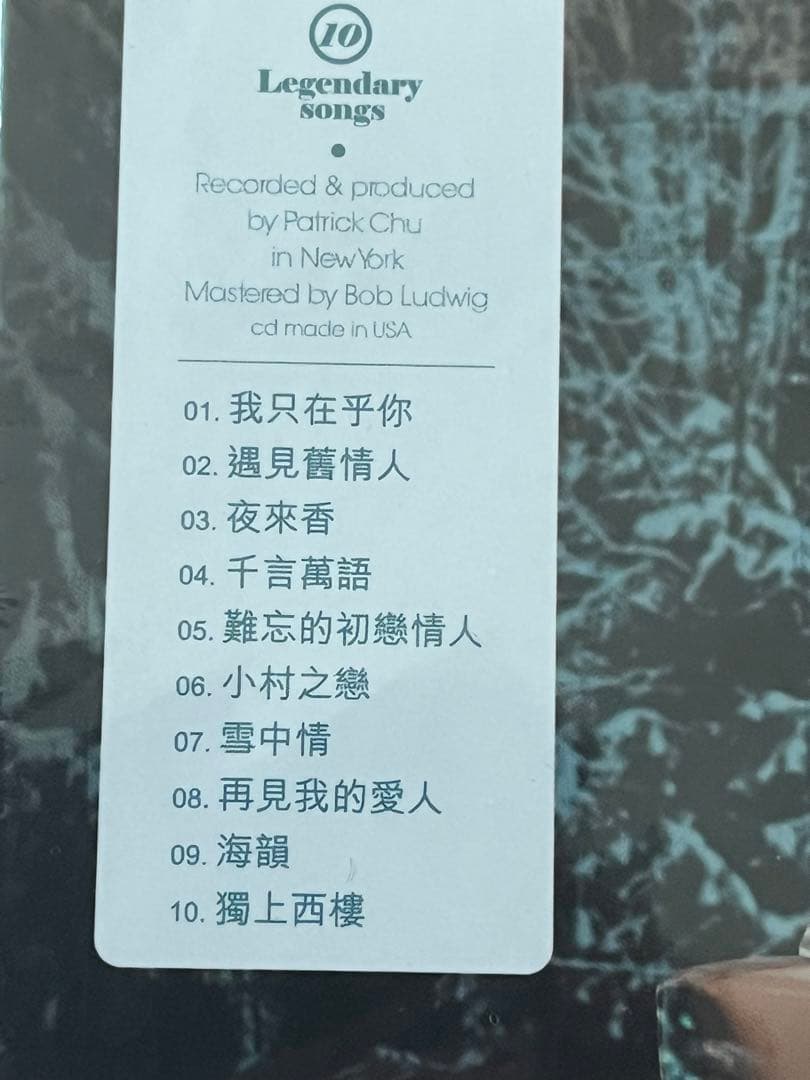 10
Legendary
songs
Recorded & produced
by Patrick Chu
in New York
Mastered by Bob Ludwig
cd made in USA
01. 我只在乎你
02. 遇見舊情人
03. 夜來香
04. 千言萬語
05. 難忘的初戀情人
06. 小村之戀
07. 雪中情
08. 再見我的愛人
09. 海韻
10. 獨上西樓